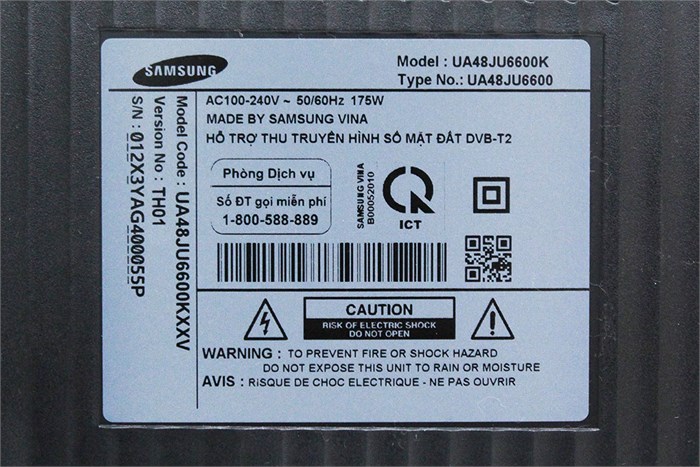 SAMSUNG
Model : UA48JU6600K
Type No.: UA48JU6600
AC100-240V ~ 50/60Hz 175W
MADE BY SAMSUNG VINA
HỖ TRỢ THU TRUYỀN HÌNH SỐ MẶT ĐẤT DVB-T2
Phòng Dịch vụ
Số ĐT gọi miễn phí
1-800-588-889
SAMSUNG VINA
B00052010
ICT
Model Code : UA48JU6600KXXV
Version No : TH01
S/N : 012X3YAG400055P
CAUTION
RISK OF ELECTRIC SHOCK
DO NOT OPEN
WARNING : TO PREVENT FIRE OR SHOCK HAZARD
DO NOT EXPOSE THIS UNIT TO RAIN OR MOISTURE
AVIS : RISQUE DE CHOC ELECTRIQUE - NE PAS OUVRIR